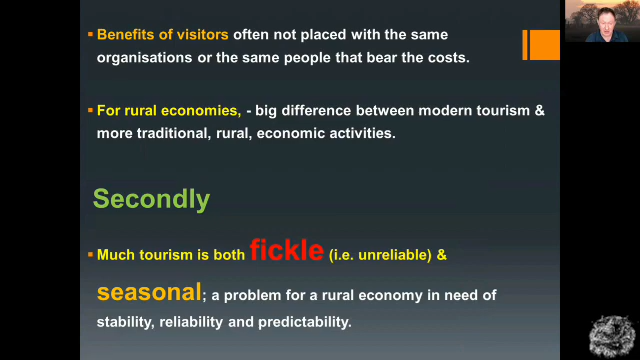 Benefits of visitors often not placed with the same
organisations or the same people that bear the costs.
For rural economies, - big difference between modern tourism &
more traditional, rural, economic activities.
Secondly
Much tourism is both fickle (i.e. unreliable) &
seasonal; a problem for a rural economy in need of
stability, reliability and predictability.